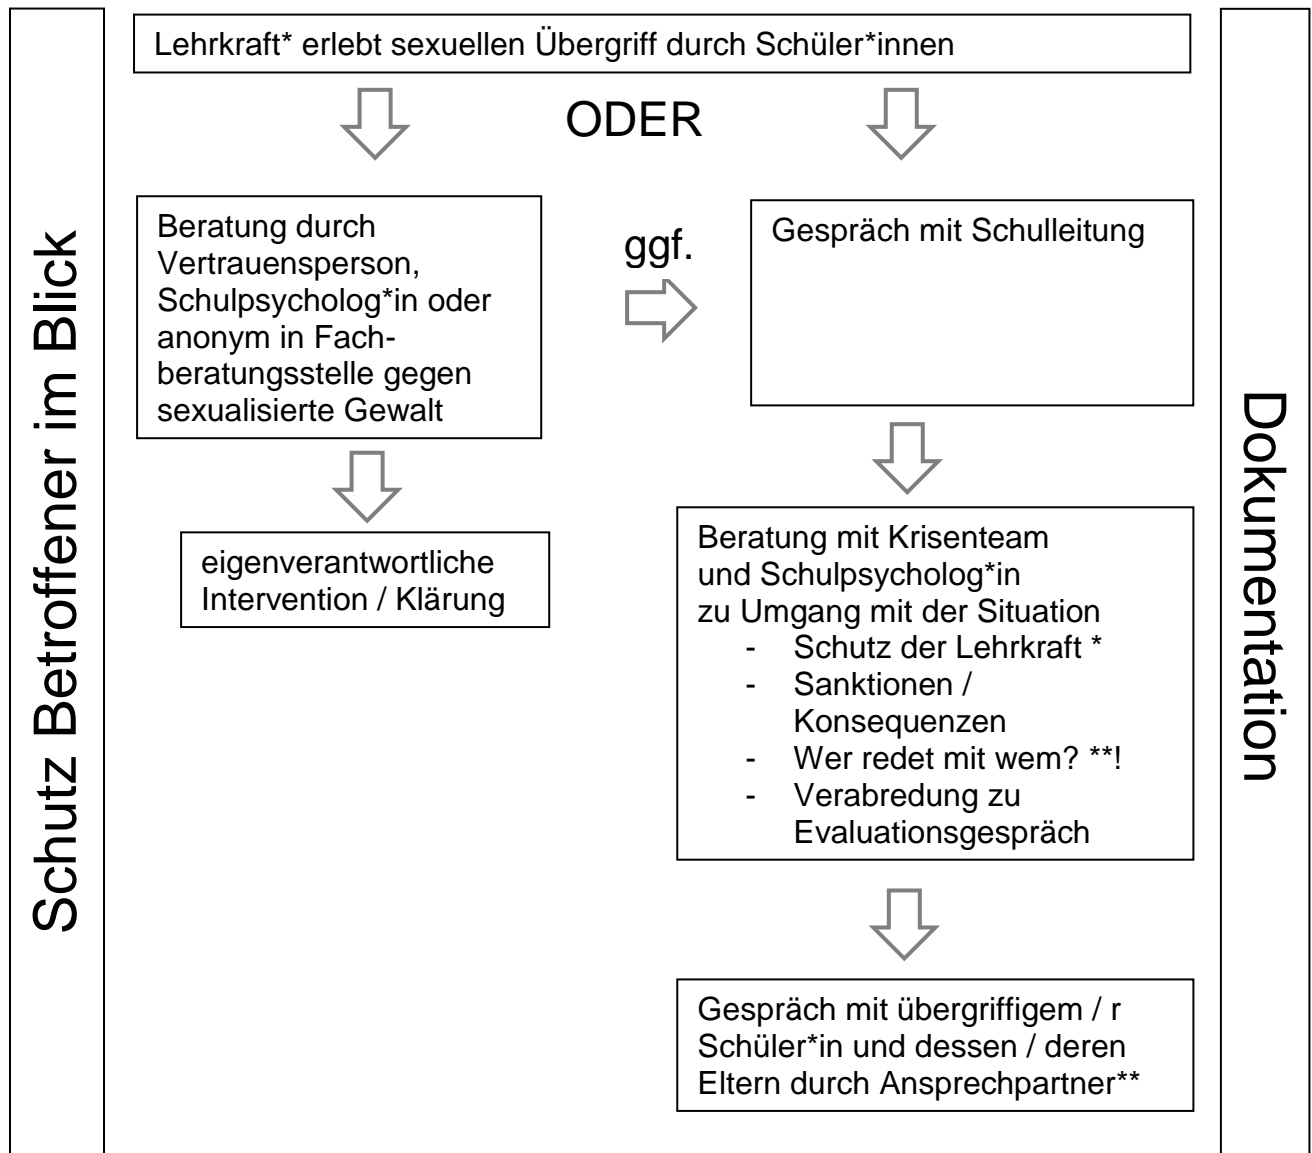 Lehrkraft* erlebt sexuellen Übergriff durch Schüler*innen
ODER
Schutz Betroffener im Blick
Beratung durch
Vertrauensperson,
Schulpsycholog*in oder
anonym in Fach-
beratungsstelle gegen
sexualisierte Gewalt
ggf.
Gespräch mit Schulleitung
eigenverantwortliche
Intervention / Klärung
Beratung mit Krisenteam
und Schulpsycholog*in
zu Umgang mit der Situation
- Schutz der Lehrkraft *
- Sanktionen /
Konsequenzen
- Wer redet mit wem? **!
- Verabredung zu
Evaluationsgespräch
Gespräch mit übergriffigem / r
Schüler*in und dessen / deren
Eltern durch Ansprechpartner**
Dokumentation